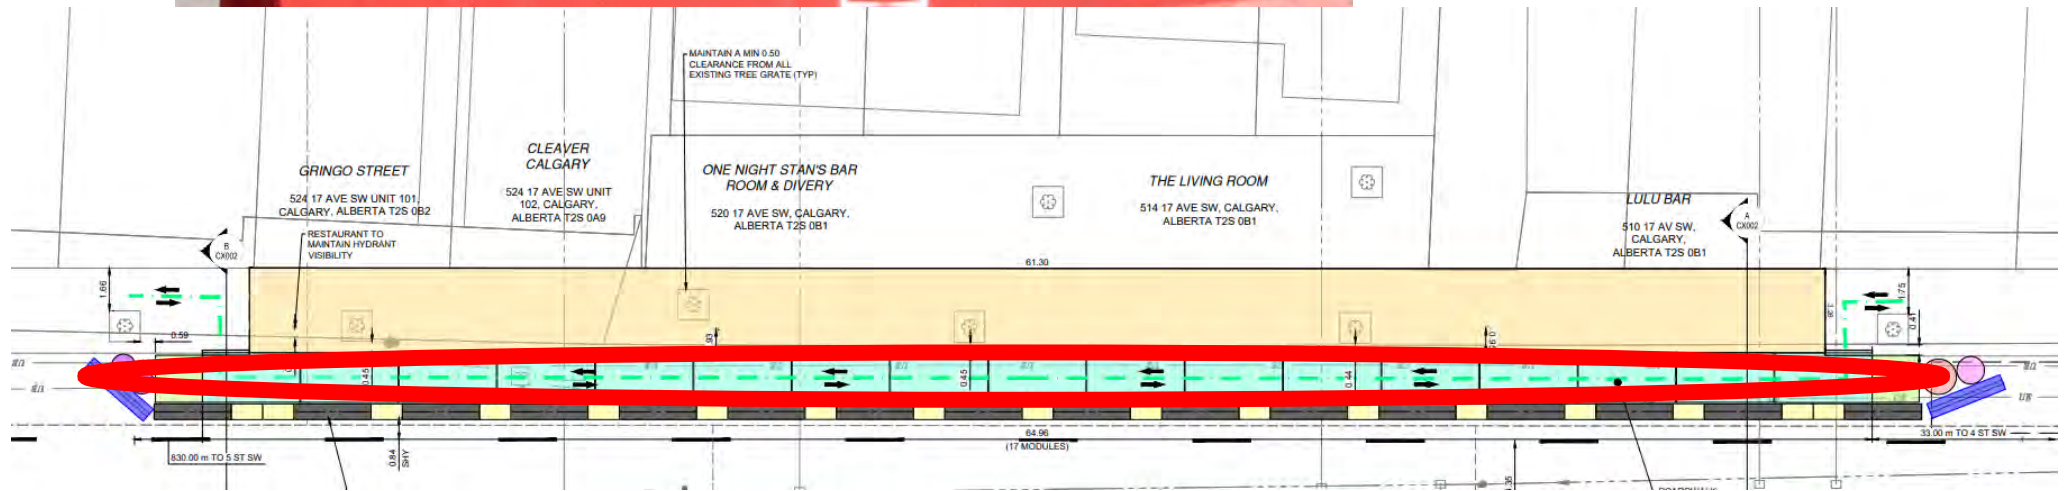 MAINTAIN A MIN 0.50
CLEARANCE FROM ALL
EXISTING TREE GRATE (TYP)
GRINGO STREET
524 17 AVE SW UNIT 101,
CALGARY, ALBERTA T2S 0B2
CLEAVER
CALGARY
524 17 AVE SW UNIT
102, CALGARY,
ALBERTA T2S 0A9
ONE NIGHT STAN'S BAR
ROOM & DIVERY
520 17 AVE SW, CALGARY,
ALBERTA T2S 0B1
THE LIVING ROOM
514 17 AVE SW, CALGARY,
ALBERTA T2S 0B1
LULU BAR
510 17 AV SW,
CALGARY,
ALBERTA T2S 0B1
A
CX002
B
CX002
RESTAURANT TO
MAINTAIN HYDRANT
VISIBILITY
61.30
1.66
1.75
0.59
0.41
0.45
0.45
0.44
64.96
(17 MODULES)
830.00 m TO 5 ST SW
0.84
SHY
33.00 m TO 4 ST SW